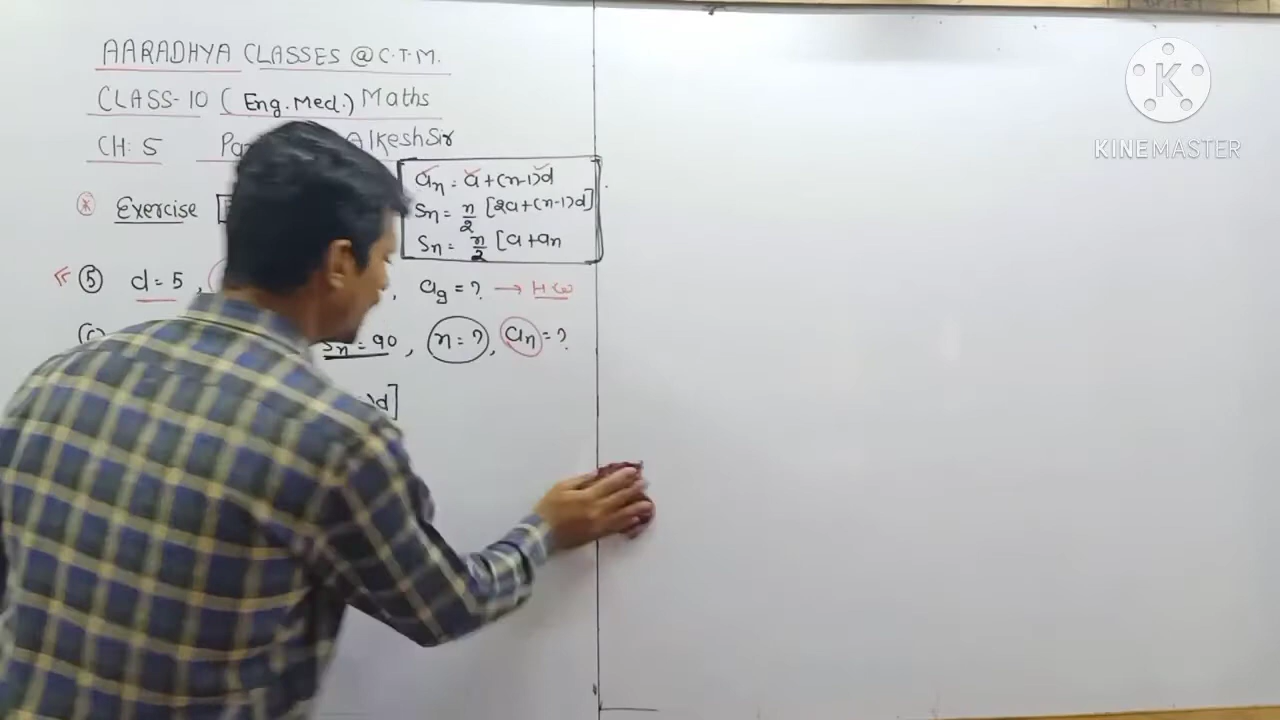 AARADHYA CLASSES @ C.T.M.
CLASS-10 (Eng. Med.) Maths
CH: 5 AlkeshSir
* Exercise
an = a + (n-1)d
Sn = n/2 [2a + (n-1)d]
Sn = n/2 [a + an
5 d = 5 , , a9 = ? → H.W
Sn = 90 , n = ? , an = ?
)d]
K
KINEMASTER